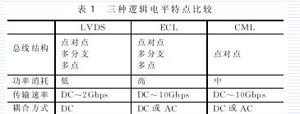 表 1 三种逻辑电平特点比较
LVDS ECL CML
总线结构
点对点 点对点
多分支 多分支 点对点
多点 多点
功率消耗 低 高 中
传输速率 DC~2Gbps DC~10Gbps DC~10Gbps
耦合方式 DC DC 或 AC DC 或 AC